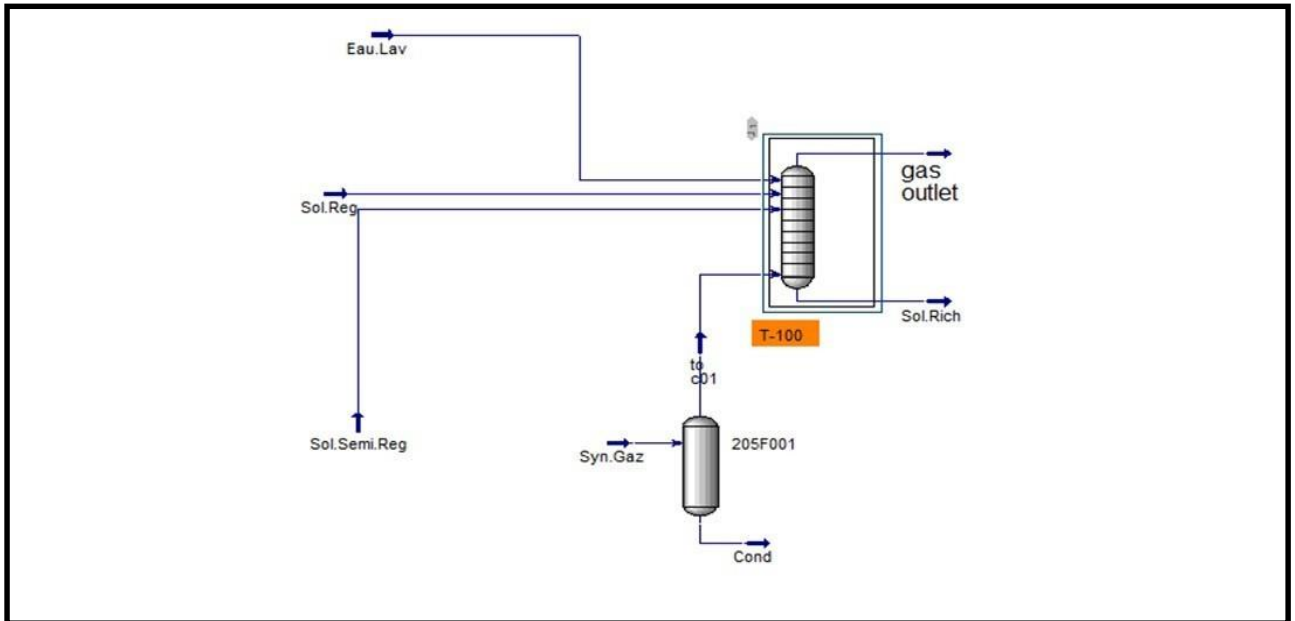 Eau.Lav
gas
outlet
Sol.Reg
Sol.Rich
T-100
to
c01
Sol.Semi.Reg
Syn.Gaz
205F001
Cond